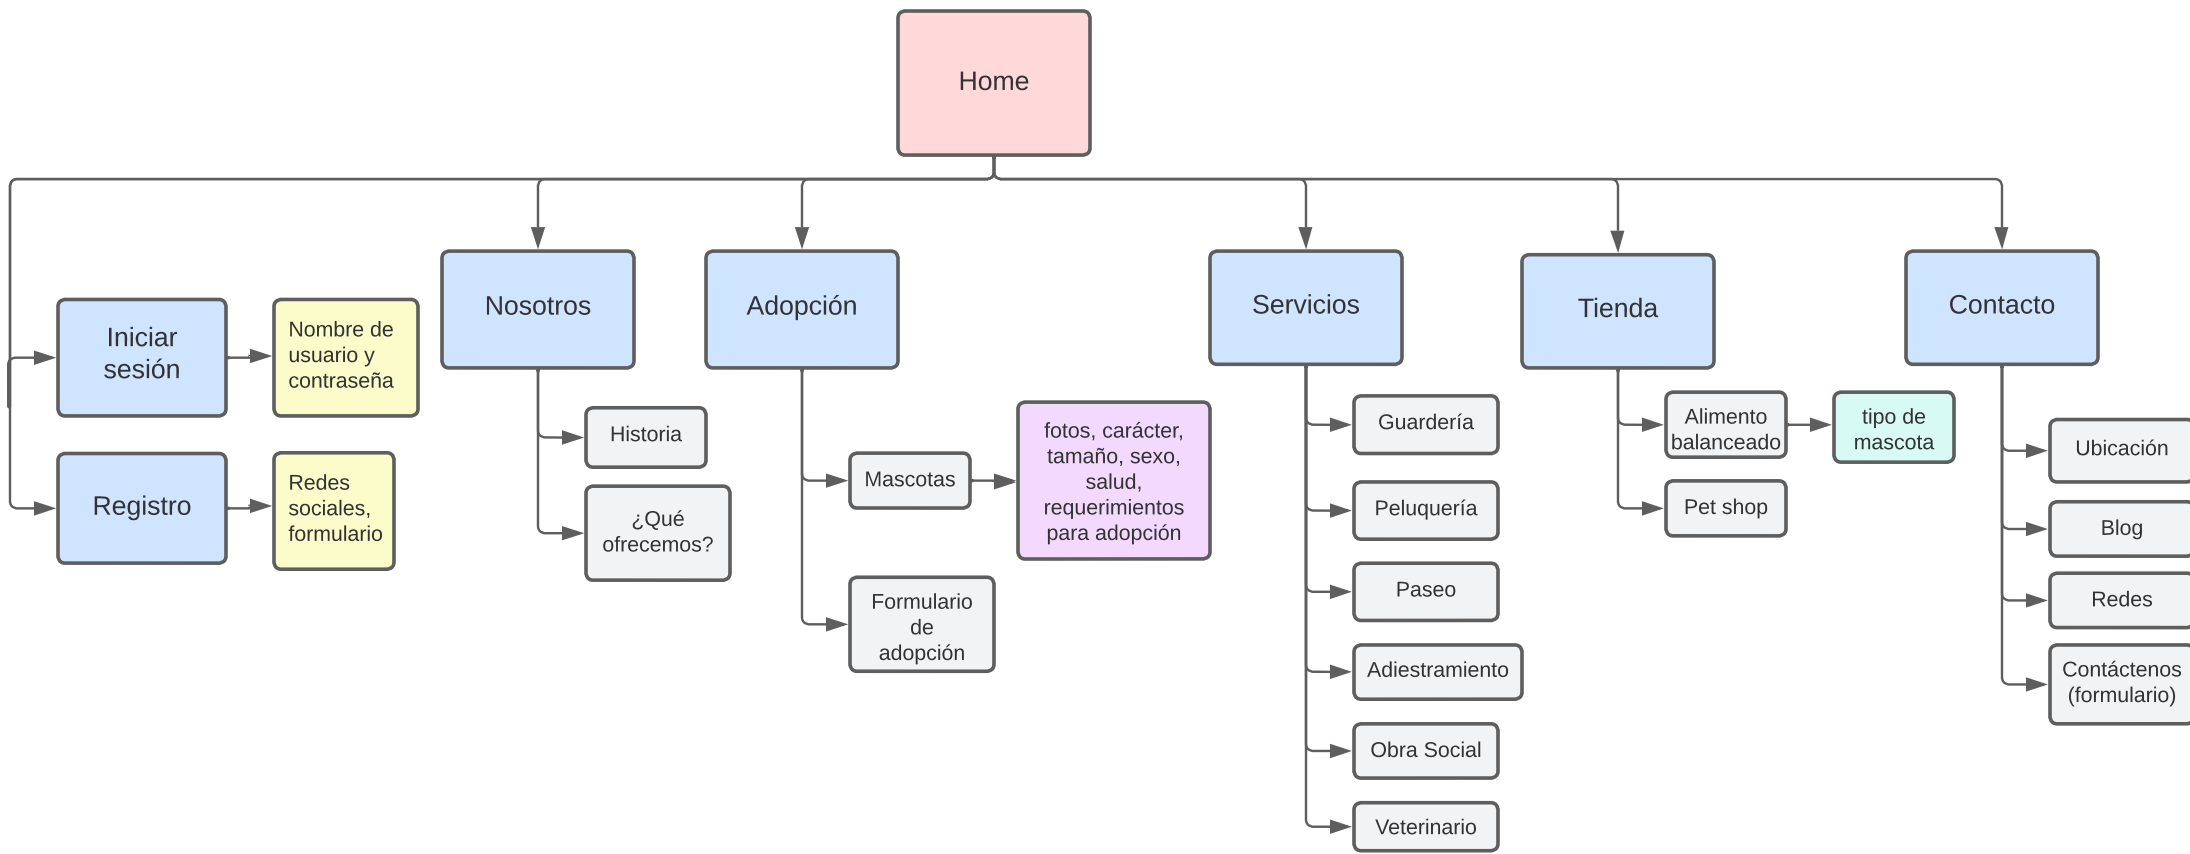 Home
Iniciar
sesión
Nombre de
usuario y
contraseña
Registro
Redes
sociales,
formulario
Nosotros
Historia
¿Qué
ofrecemos?
Adopción
Mascotas
fotos, carácter,
tamaño, sexo,
salud,
requerimientos
para adopción
Formulario
de
adopción
Servicios
Guardería
Peluquería
Paseo
Adiestramiento
Obra Social
Veterinario
Tienda
Alimento
balanceado
tipo de
mascota
Pet shop
Contacto
Ubicación
Blog
Redes
Contáctenos
(formulario)